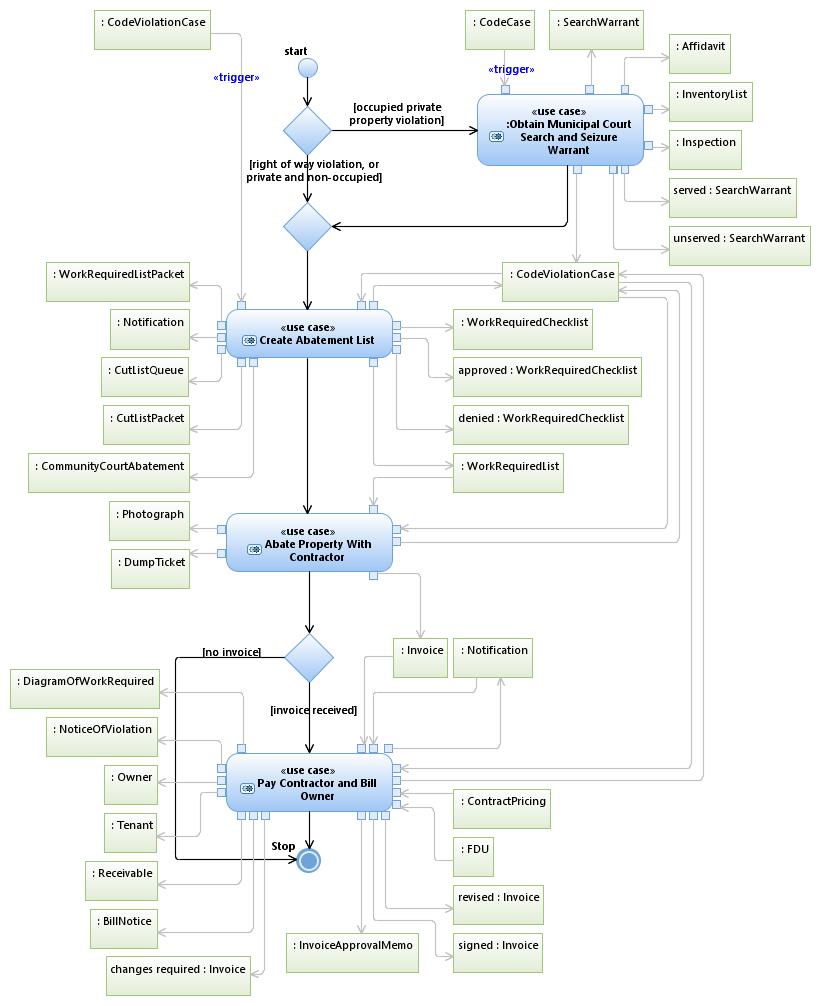 : CodeViolationCase
: CodeCase
: SearchWarrant
: Affidavit
start
«trigger»
«trigger»
: InventoryList
[occupied private
property violation]
«use case»
:Obtain Municipal Court
Search and Seizure
Warrant
: Inspection
[right of way violation, or
private and non-occupied]
served : SearchWarrant
unserved : SearchWarrant
: WorkRequiredListPacket
: CodeViolationCase
: Notification
«use case»
Create Abatement List
: WorkRequiredChecklist
: CutListQueue
approved : WorkRequiredChecklist
: CutListPacket
denied : WorkRequiredChecklist
: CommunityCourtAbatement
: WorkRequiredList
: Photograph
«use case»
Abate Property With
Contractor
: DumpTicket
[no invoice]
: Invoice
: Notification
: DiagramOfWorkRequired
[invoice received]
: NoticeOfViolation
: Owner
«use case»
Pay Contractor and Bill
Owner
: ContractPricing
: Tenant
Stop
: FDU
: Receivable
revised : Invoice
: BillNotice
: InvoiceApprovalMemo
signed : Invoice
changes required : Invoice